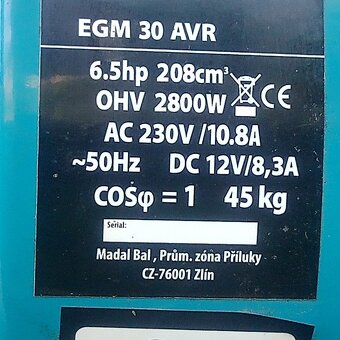 EGM 30 AVR
6.5hp 208cm³
OHV 2800W CE
AC 230V /10.8A
~50Hz DC 12V/8,3A
COSφ = 1 45 kg
Serial:
Madal Bal , Prům. zóna Příluky
CZ-76001 Zlín